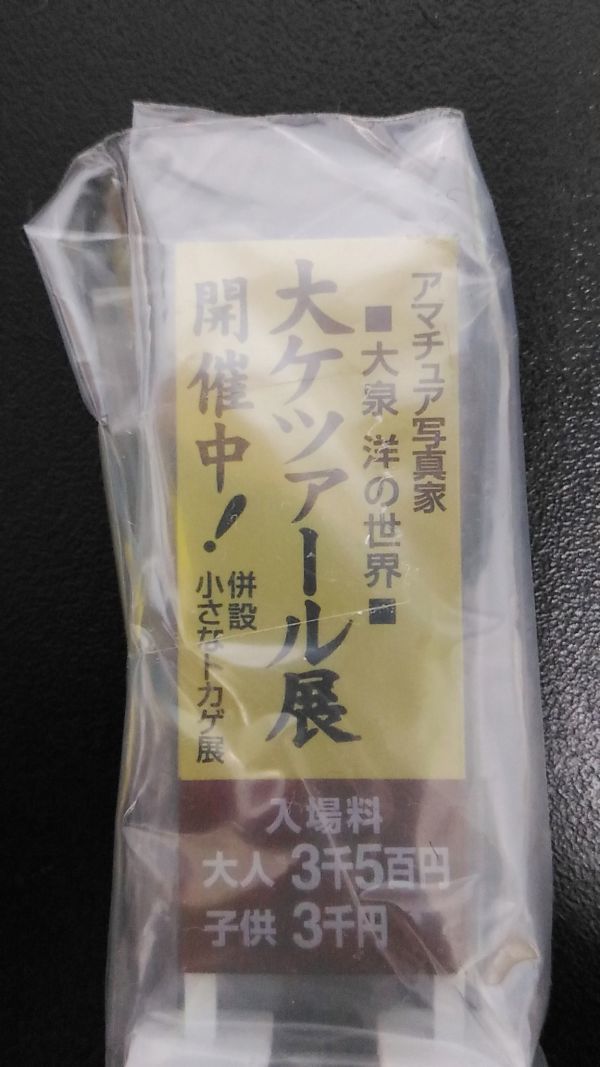 アマチュア写真家
■大泉 洋の世界■
大ケツァール展
開催中!
併設
小さなトカゲ展
入場料
大人 3千5百円
子供 3千円